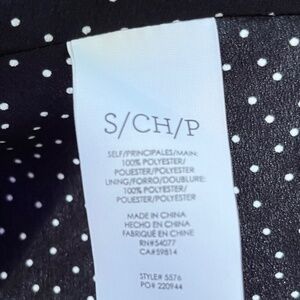 S/CH/P
SELF/PRINCIPALES/MAIN:
100% POLYESTER/
POLIESTER/POLYESTER
LINING/FORRO/DOUBLURE:
100% POLYESTER/
POLIESTER/POLYESTER
MADE IN CHINA
HECHO EN CHINA
FABRIQUÉ EN CHINE
RN#54077
CA#59814
STYLE# 5576
PO# 220944